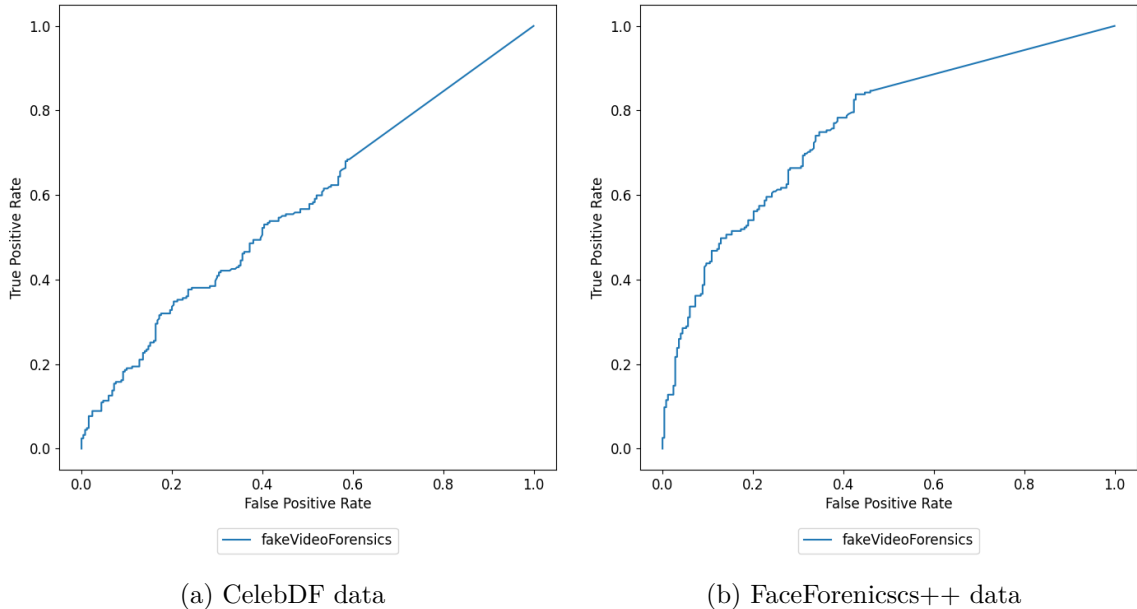 1.0
0.8
0.6
0.4
0.2
0.0
True Positive Rate
0.0 0.2 0.4 0.6 0.8 1.0
False Positive Rate
fakeVideoForensics
(a) CelebDF data
1.0
0.8
0.6
0.4
0.2
0.0
True Positive Rate
0.0 0.2 0.4 0.6 0.8 1.0
False Positive Rate
fakeVideoForensics
(b) FaceForenicscs++ data